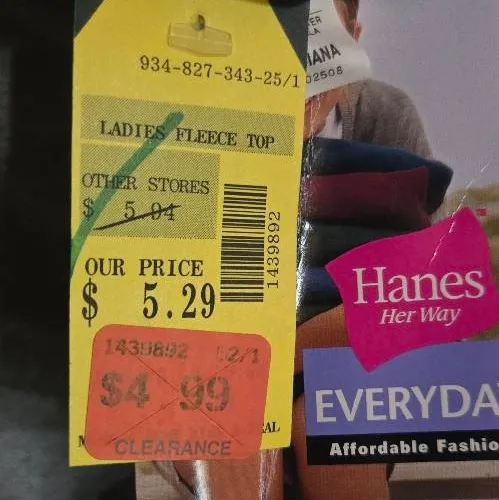 934-827-343-25/1
LADIES FLEECE TOP
OTHER STORES
$ 5.94
OUR PRICE
$ 5.29
1439892
1439892
$4 99
CLEARANCE
IANA
02508
Hanes
Her Way
EVERYDA
Affordable Fashio